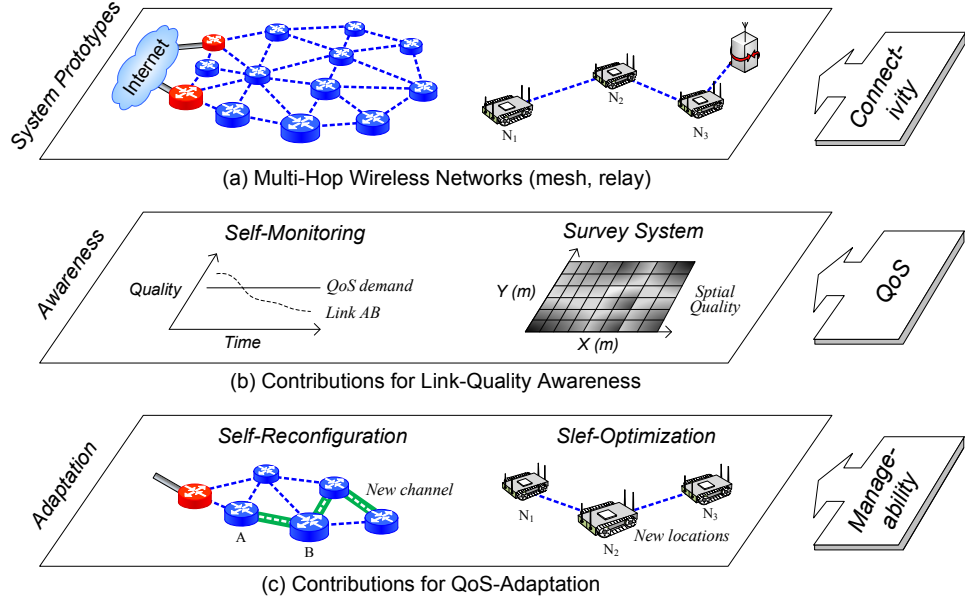 System Prototypes
Internet
N1
N2
N3
Connect-
ivity
(a) Multi-Hop Wireless Networks (mesh, relay)
Awareness
Self-Monitoring
Quality
QoS demand
Link AB
Time
Survey System
Y (m)
Sptial
Quality
X (m)
QoS
(b) Contributions for Link-Quality Awareness
Adaptation
Self-Reconfiguration
New channel
A
B
Slef-Optimization
N1
N2
N3
New locations
Manage-
ability
(c) Contributions for QoS-Adaptation